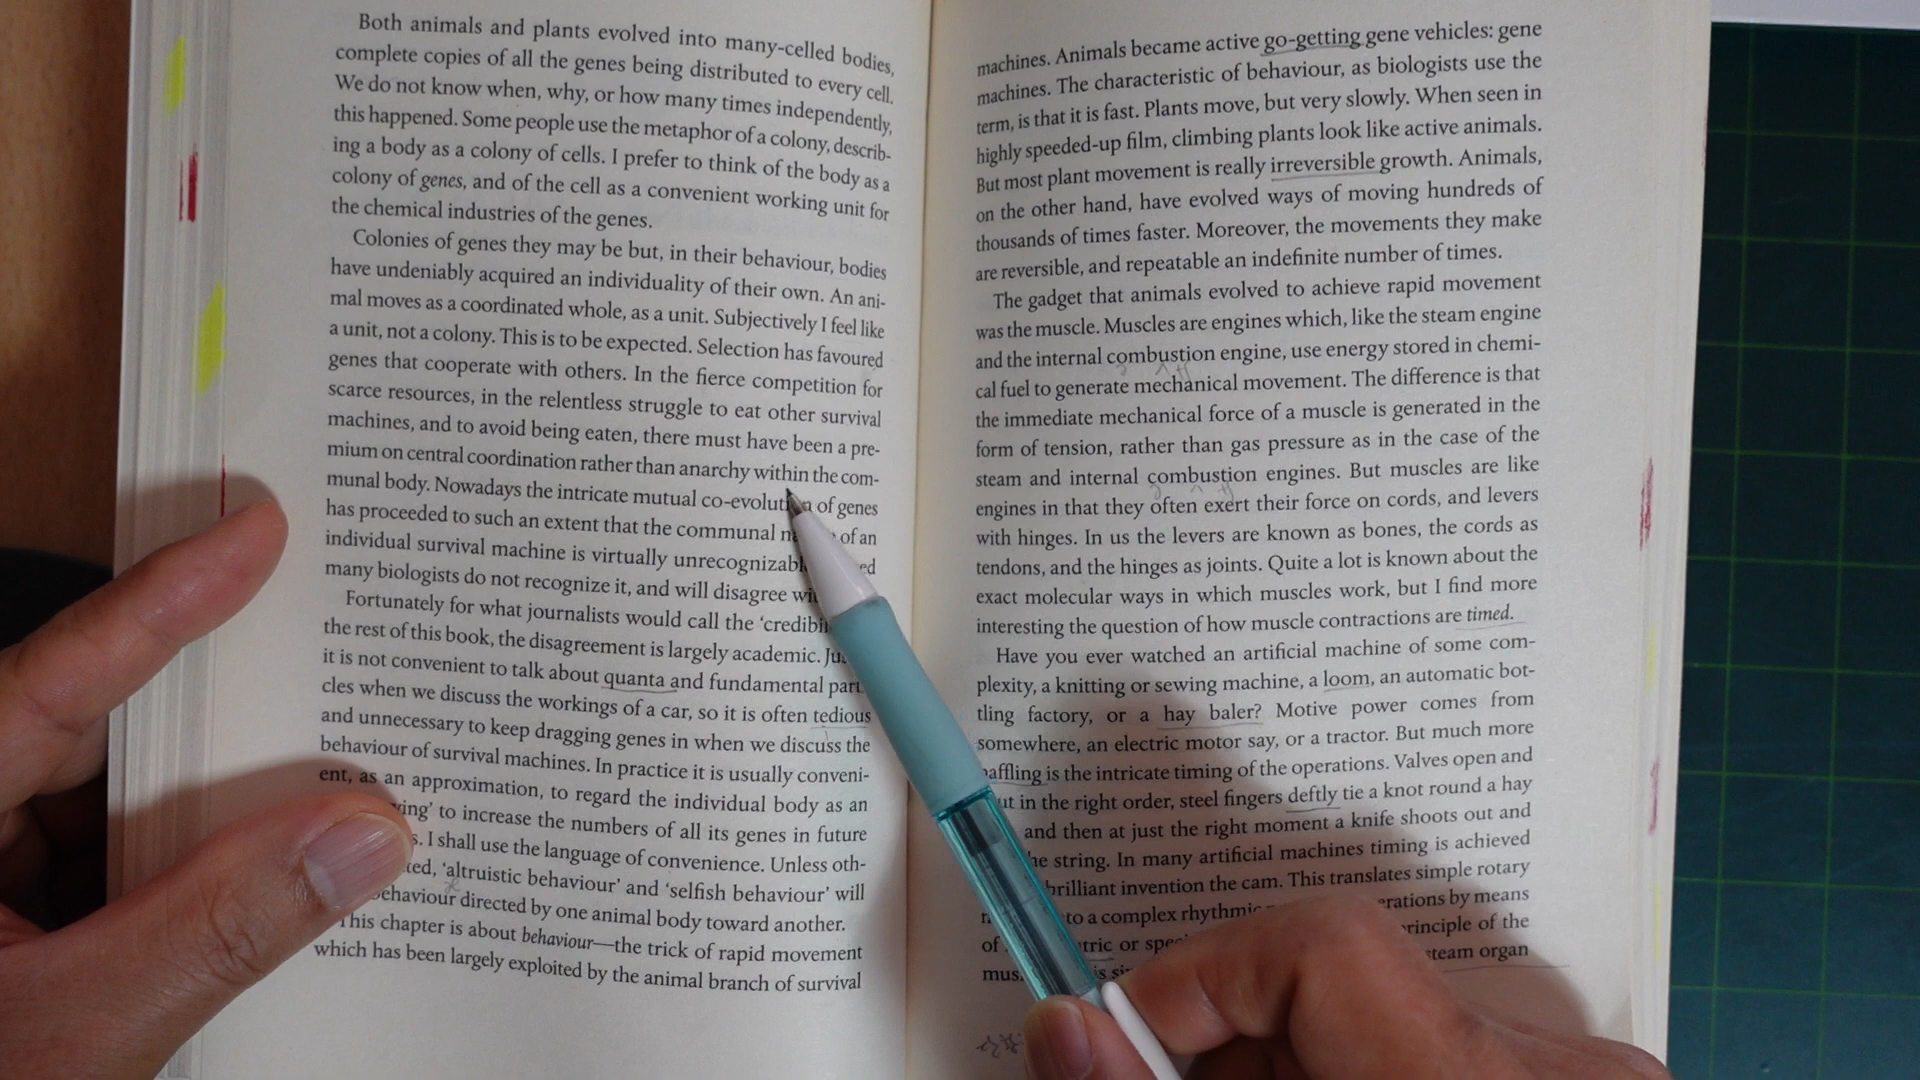 Both animals and plants evolved into many-celled bodies,
complete copies of all the genes being distributed to every cell.
We do not know when, why, or how many times independently,
this happened. Some people use the metaphor of a colony, describ-
ing a body as a colony of cells. I prefer to think of the body as a
colony of genes, and of the cell as a convenient working unit for
the chemical industries of the genes.
Colonies of genes they may be but, in their behaviour, bodies
have undeniably acquired an individuality of their own. An ani-
mal moves as a coordinated whole, as a unit. Subjectively I feel like
a unit, not a colony. This is to be expected. Selection has favoured
genes that cooperate with others. In the fierce competition for
scarce resources, in the relentless struggle to eat other survival
machines, and to avoid being eaten, there must have been a pre-
mium on central coordination rather than anarchy within the com-
munal body. Nowadays the intricate mutual co-evolution of genes
has proceeded to such an extent that the communal of an
individual survival machine is virtually
many biologists do not recognize it, and will disagree
Fortunately for what journalists would call the
the rest of this book, the disagreement is largely academic.
it is not convenient to talk about quanta and fundamental
cles when we discuss the workings of a car, so it is often tedious
and unnecessary to keep dragging genes in when we discuss the
behaviour of survival machines. In practice it is usually conveni-
ent, as an approximation, to regard the individual body as an
to increase the numbers of all its genes in future
I shall use the language of convenience. Unless oth-
'altruistic behaviour' and 'selfish behaviour' will
behaviour directed by one animal body toward another.
This chapter is about behaviour—the trick of rapid movement
which has been largely exploited by the animal branch of survival
machines. Animals became active go-getting gene vehicles: gene
machines. The characteristic of behaviour, as biologists use the
term, is that it is fast. Plants move, but very slowly. When seen in
highly speeded-up film, climbing plants look like active animals.
But most plant movement is really irreversible growth. Animals,
on the other hand, have evolved ways of moving hundreds of
thousands of times faster. Moreover, the movements they make
are reversible, and repeatable an indefinite number of times.
The gadget that animals evolved to achieve rapid movement
was the muscle. Muscles are engines which, like the steam engine
and the internal combustion engine, use energy stored in chemi-
cal fuel to generate mechanical movement. The difference is that
the immediate mechanical force of a muscle is generated in the
form of tension, rather than gas pressure as in the case of the
steam and internal combustion engines. But muscles are like
engines in that they often exert their force on cords, and levers
with hinges. In us the levers are known as bones, the cords as
tendons, and the hinges as joints. Quite a lot is known about the
exact molecular ways in which muscles work, but I find more
interesting the question of how muscle contractions are timed.
Have you ever watched an artificial machine of some com-
plexity, a knitting or sewing machine, a loom, an automatic bot-
tling factory, or a hay baler? Motive power comes from
somewhere, an electric motor say, or a tractor. But much more
baffling is the intricate timing of the operations. Valves open and
in the right order, steel fingers deftly tie a knot round a hay
and then at just the right moment a knife shoots out and
the string. In many artificial machines timing is achieved
brilliant invention the cam. This translates simple rotary
to a complex rhythmic by means
of or principle of the
steam organ